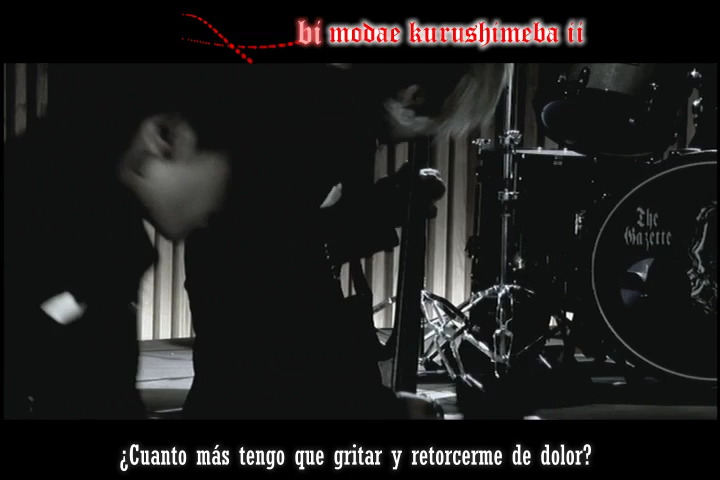 bi modae kurushimeba ii
The
Gazette
¿Cuanto más tengo que gritar y retorcerme de dolor?